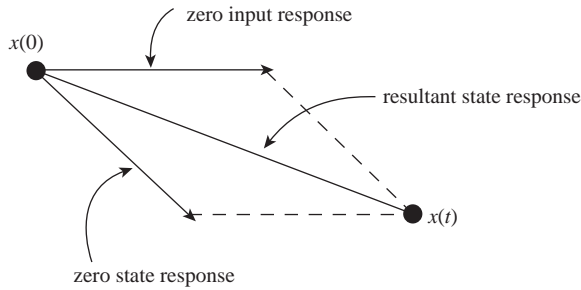 zero input response
x(0)
resultant state response
x(t)
zero state response